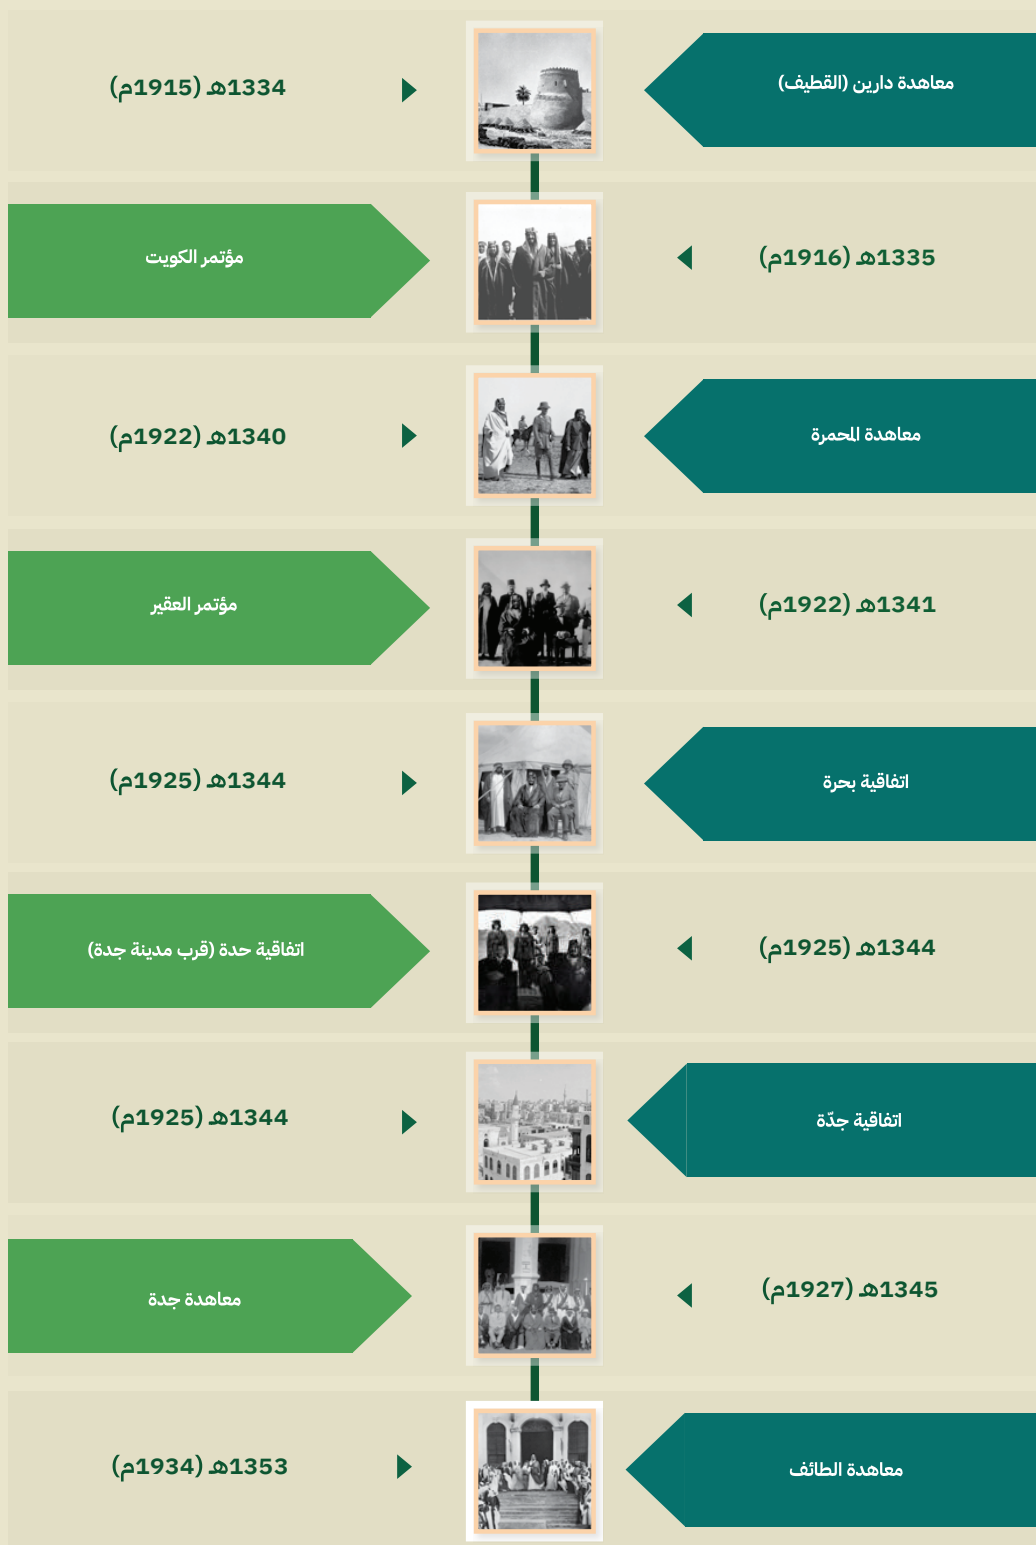 معاهدة دارين (القطيف)
1334هـ (1915م)
1335هـ (1916م)
مؤتمر الكويت
معاهدة المحمرة
1340هـ (1922م)
1341هـ (1922م)
مؤتمر العقير
اتفاقية بحرة
1344هـ (1925م)
1344هـ (1925م)
اتفاقية حدة (قرب مدينة جدة)
اتفاقية جدّة
1344هـ (1925م)
1345هـ (1927م)
معاهدة جدة
معاهدة الطائف
1353هـ (1934م)